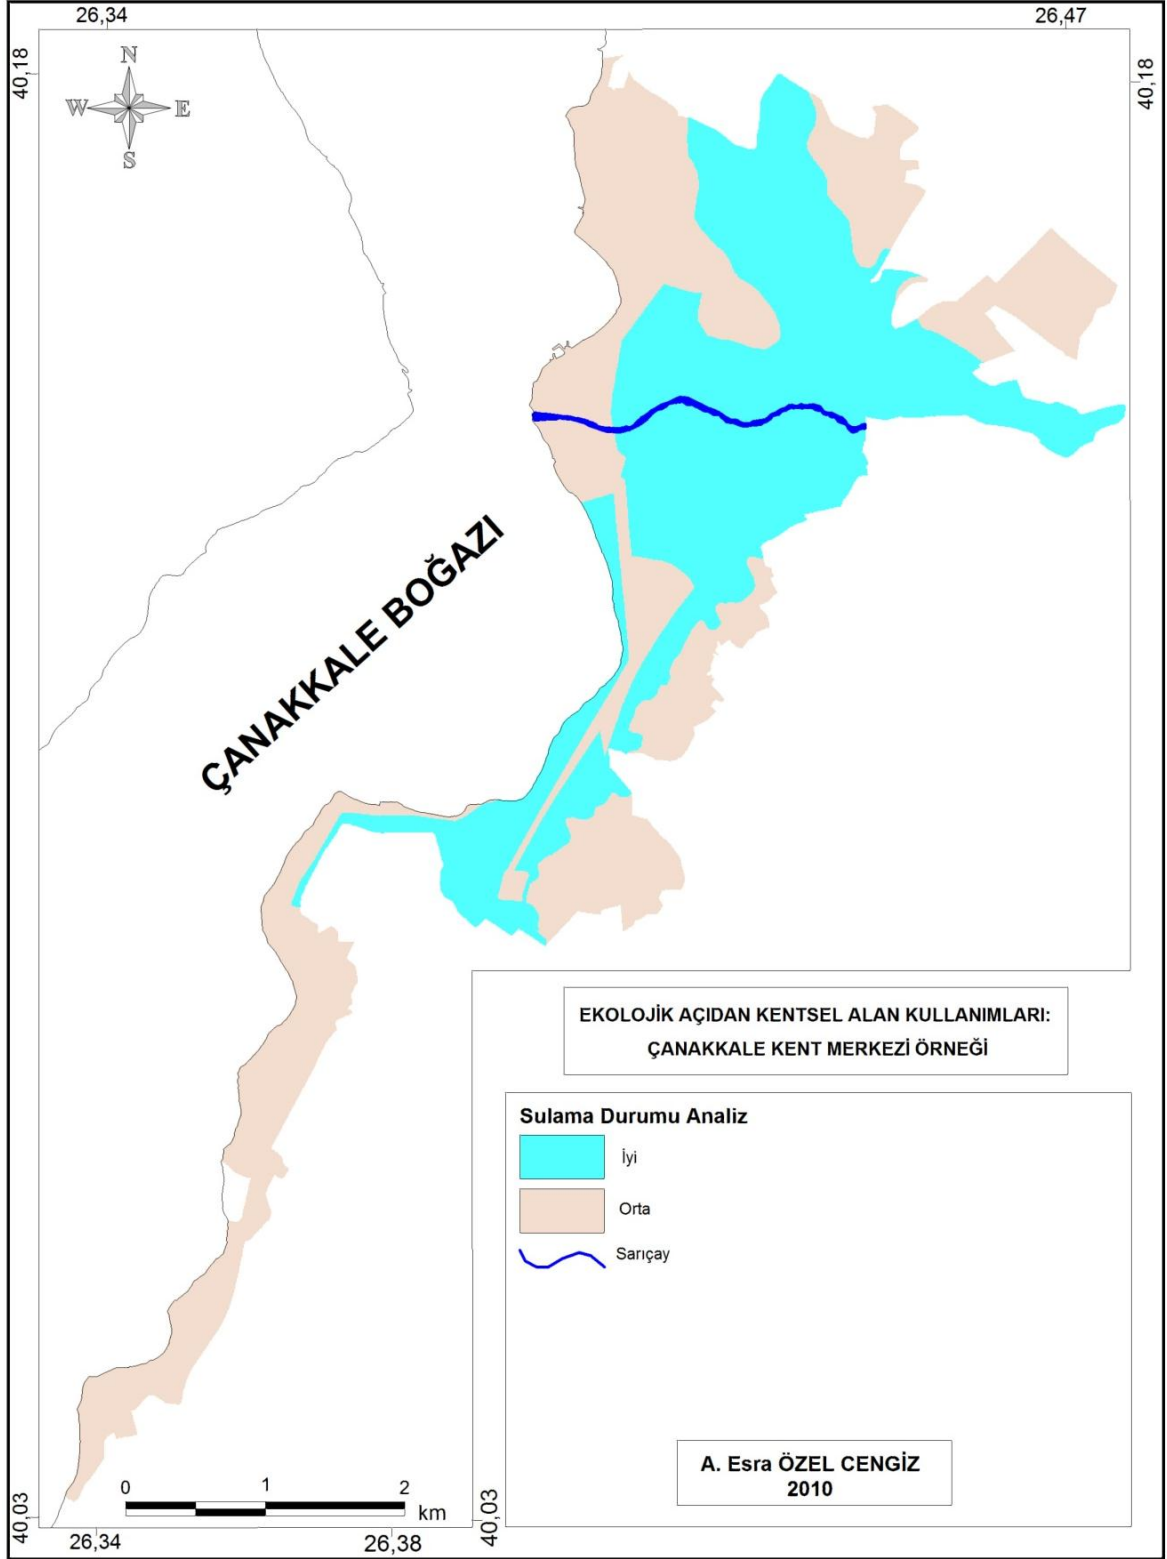 26,34
26,47
40,18
40,18
N
W
E
S
ÇANAKKALE BOĞAZI
EKOLOJİK AÇIDAN KENTSEL ALAN KULLANIMLARI:
ÇANAKKALE KENT MERKEZİ ÖRNEĞİ
Sulama Durumu Analiz
İyi
Orta
Sarıçay
A. Esra ÖZEL CENGİZ
2010
0
1
2
km
40,03
40,03
26,34
26,38